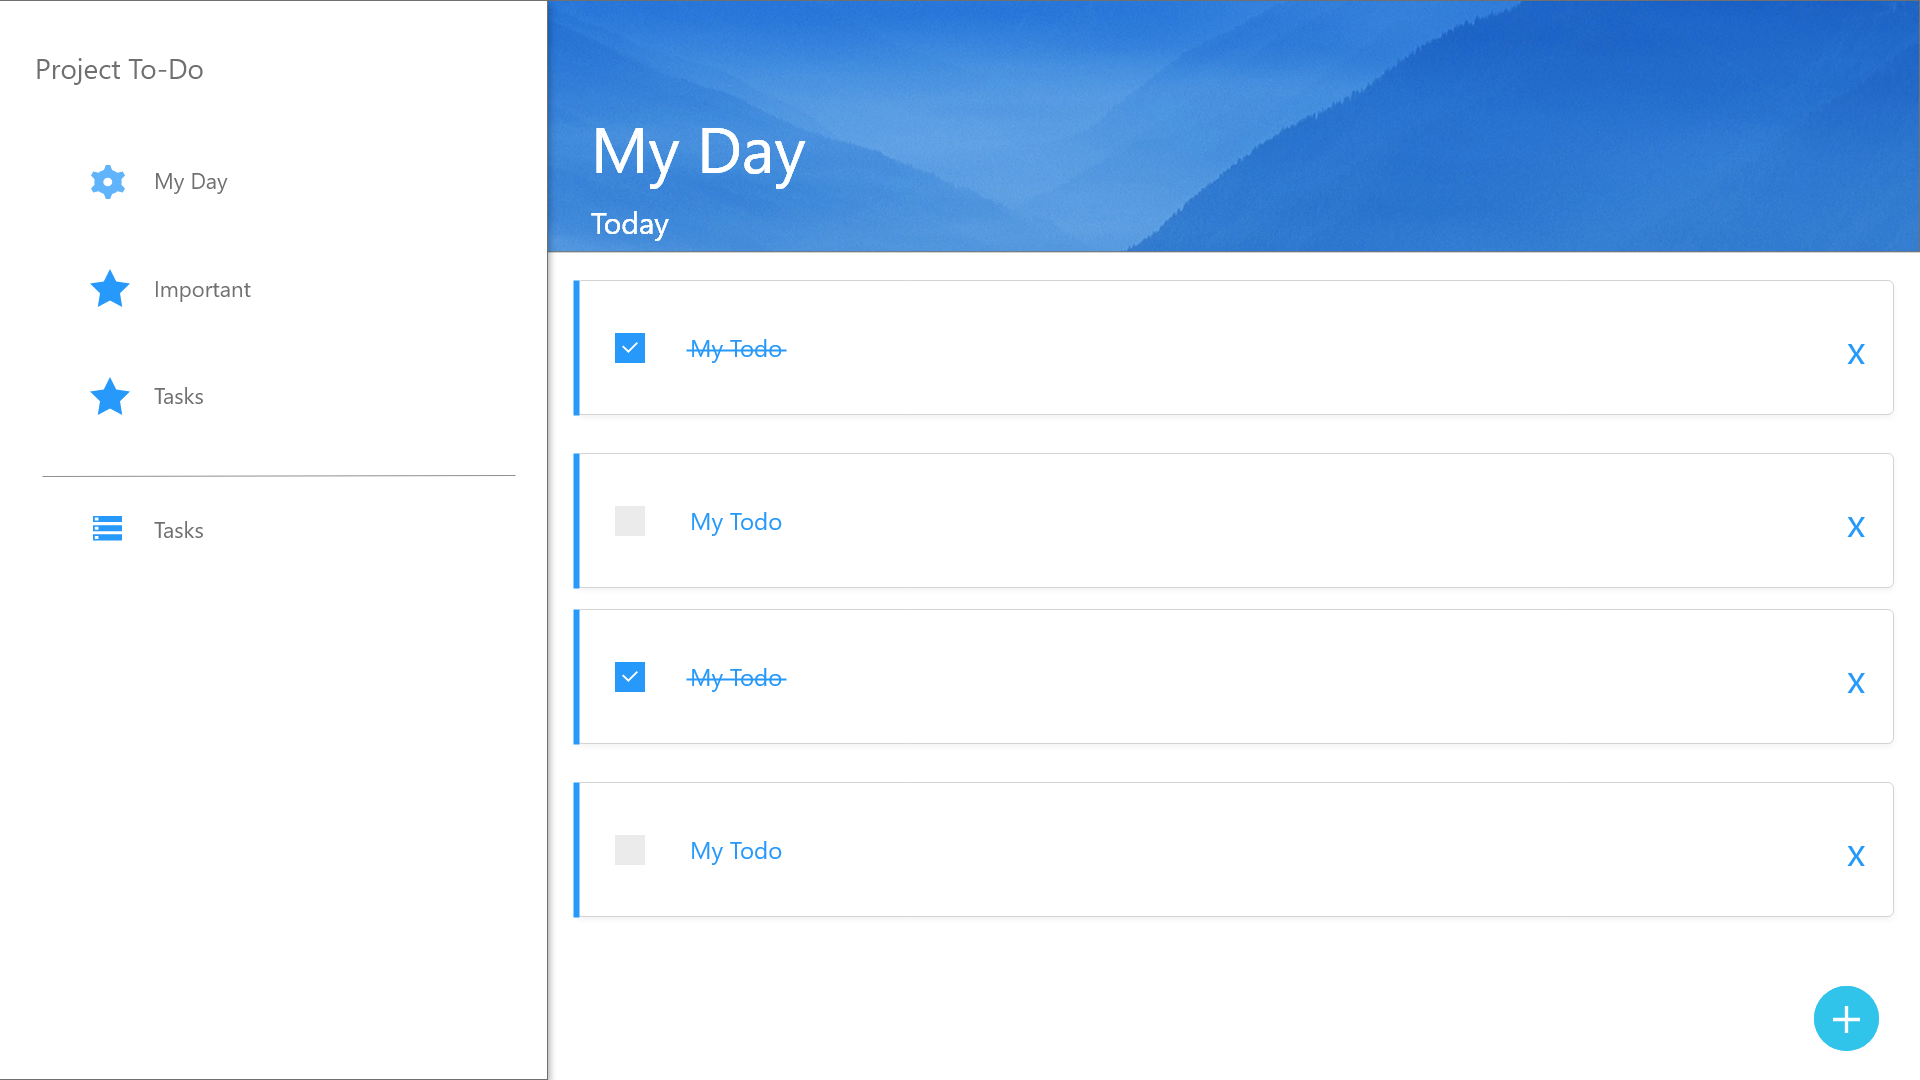 Project To-Do
My Day
Important
Tasks
Tasks
My Day
Today
My Todo
X
My Todo
X
My Todo
X
My Todo
X